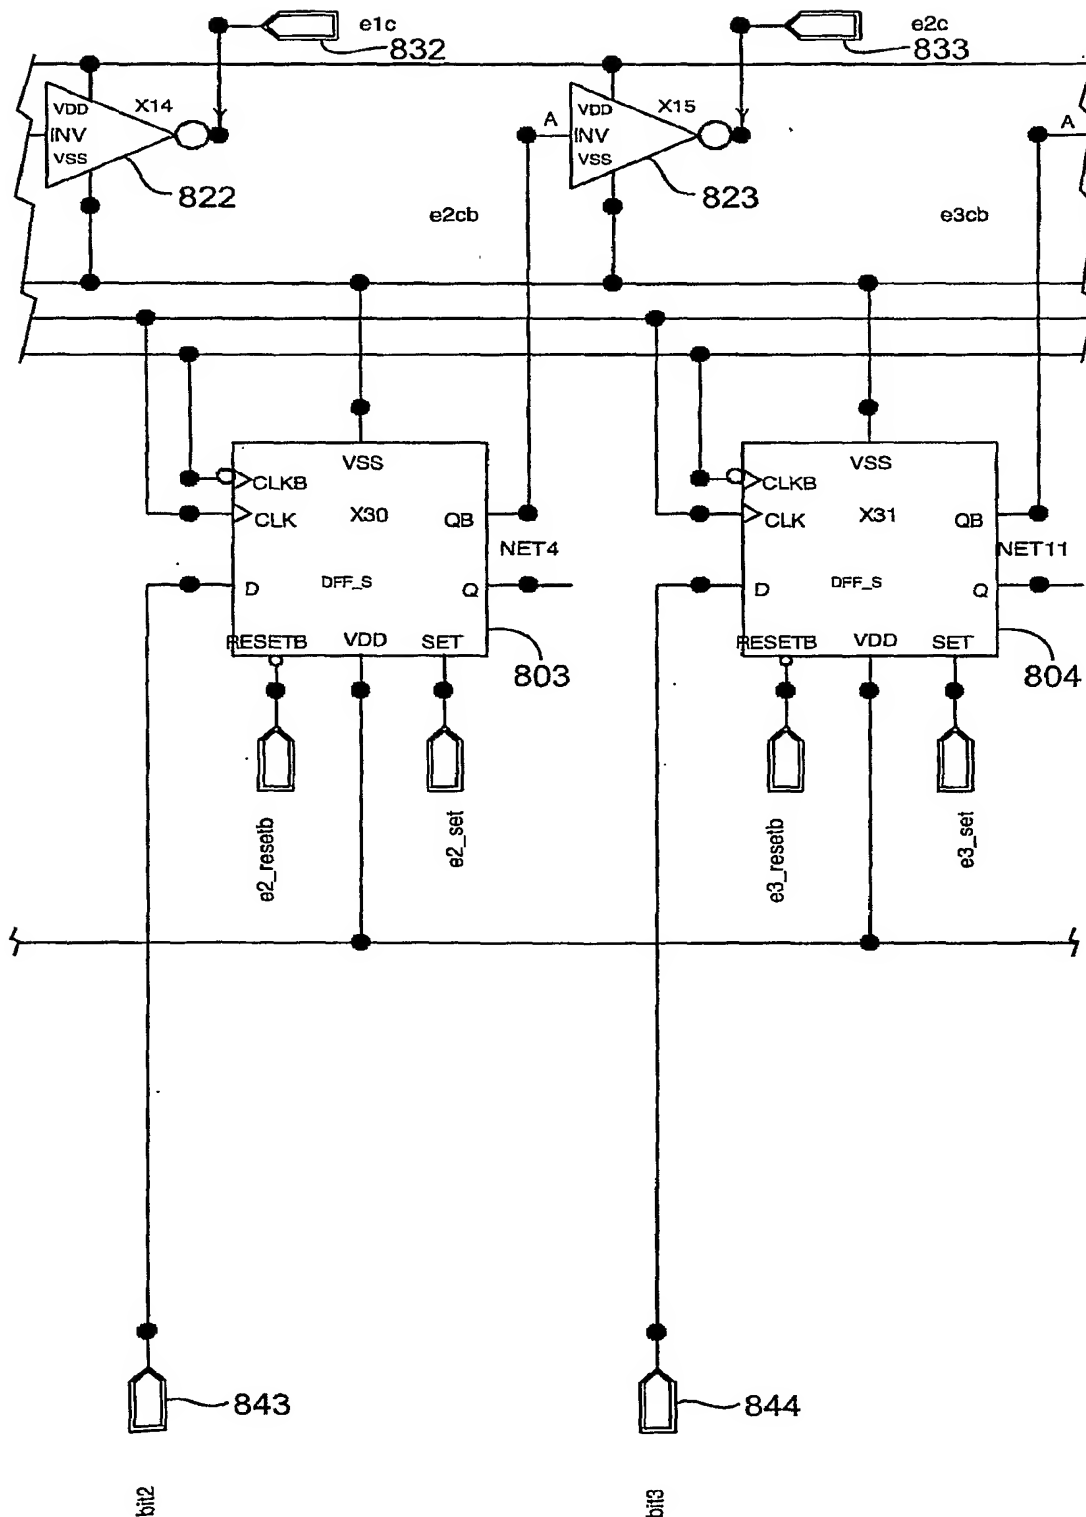 e1c
832
e2c
833
VDD
X14
INV
VSS
822
A
VDD
X15
INV
VSS
823
A
e2cb
e3cb
VSS
CLKB
CLK
X30
QB
NET4
D
DFF_S
Q
RESETB
VDD
SET
803
VSS
CLKB
CLK
X31
QB
NET11
D
DFF_S
Q
RESETB
VDD
SET
804
e2_resetb
e2_set
e3_resetb
e3_set
843
844
bit2
bit3